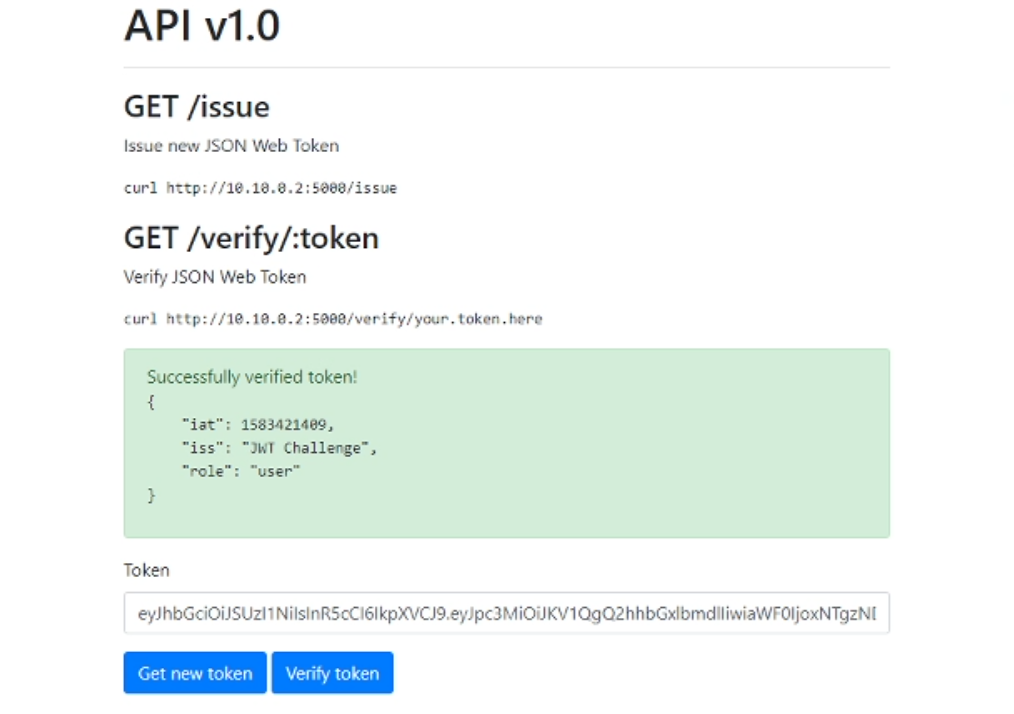 API v1.0
GET /issue
Issue new JSON Web Token
curl http://10.10.0.2:5000/issue
GET /verify/:token
Verify JSON Web Token
curl http://10.10.0.2:5000/verify/your.token.here
Successfully verified token!
{
"iat": 1583421409,
"iss": "JWT Challenge",
"role": "user"
}
Token
eyJhbGciOiJSUzI1NiIsInR5cCI6IkpXVCJ9.eyJpc3MiOiJKV1QgQ2hhbGxlbmdlIiwiaWF0IjoxNTgzNI
Get new token Verify token